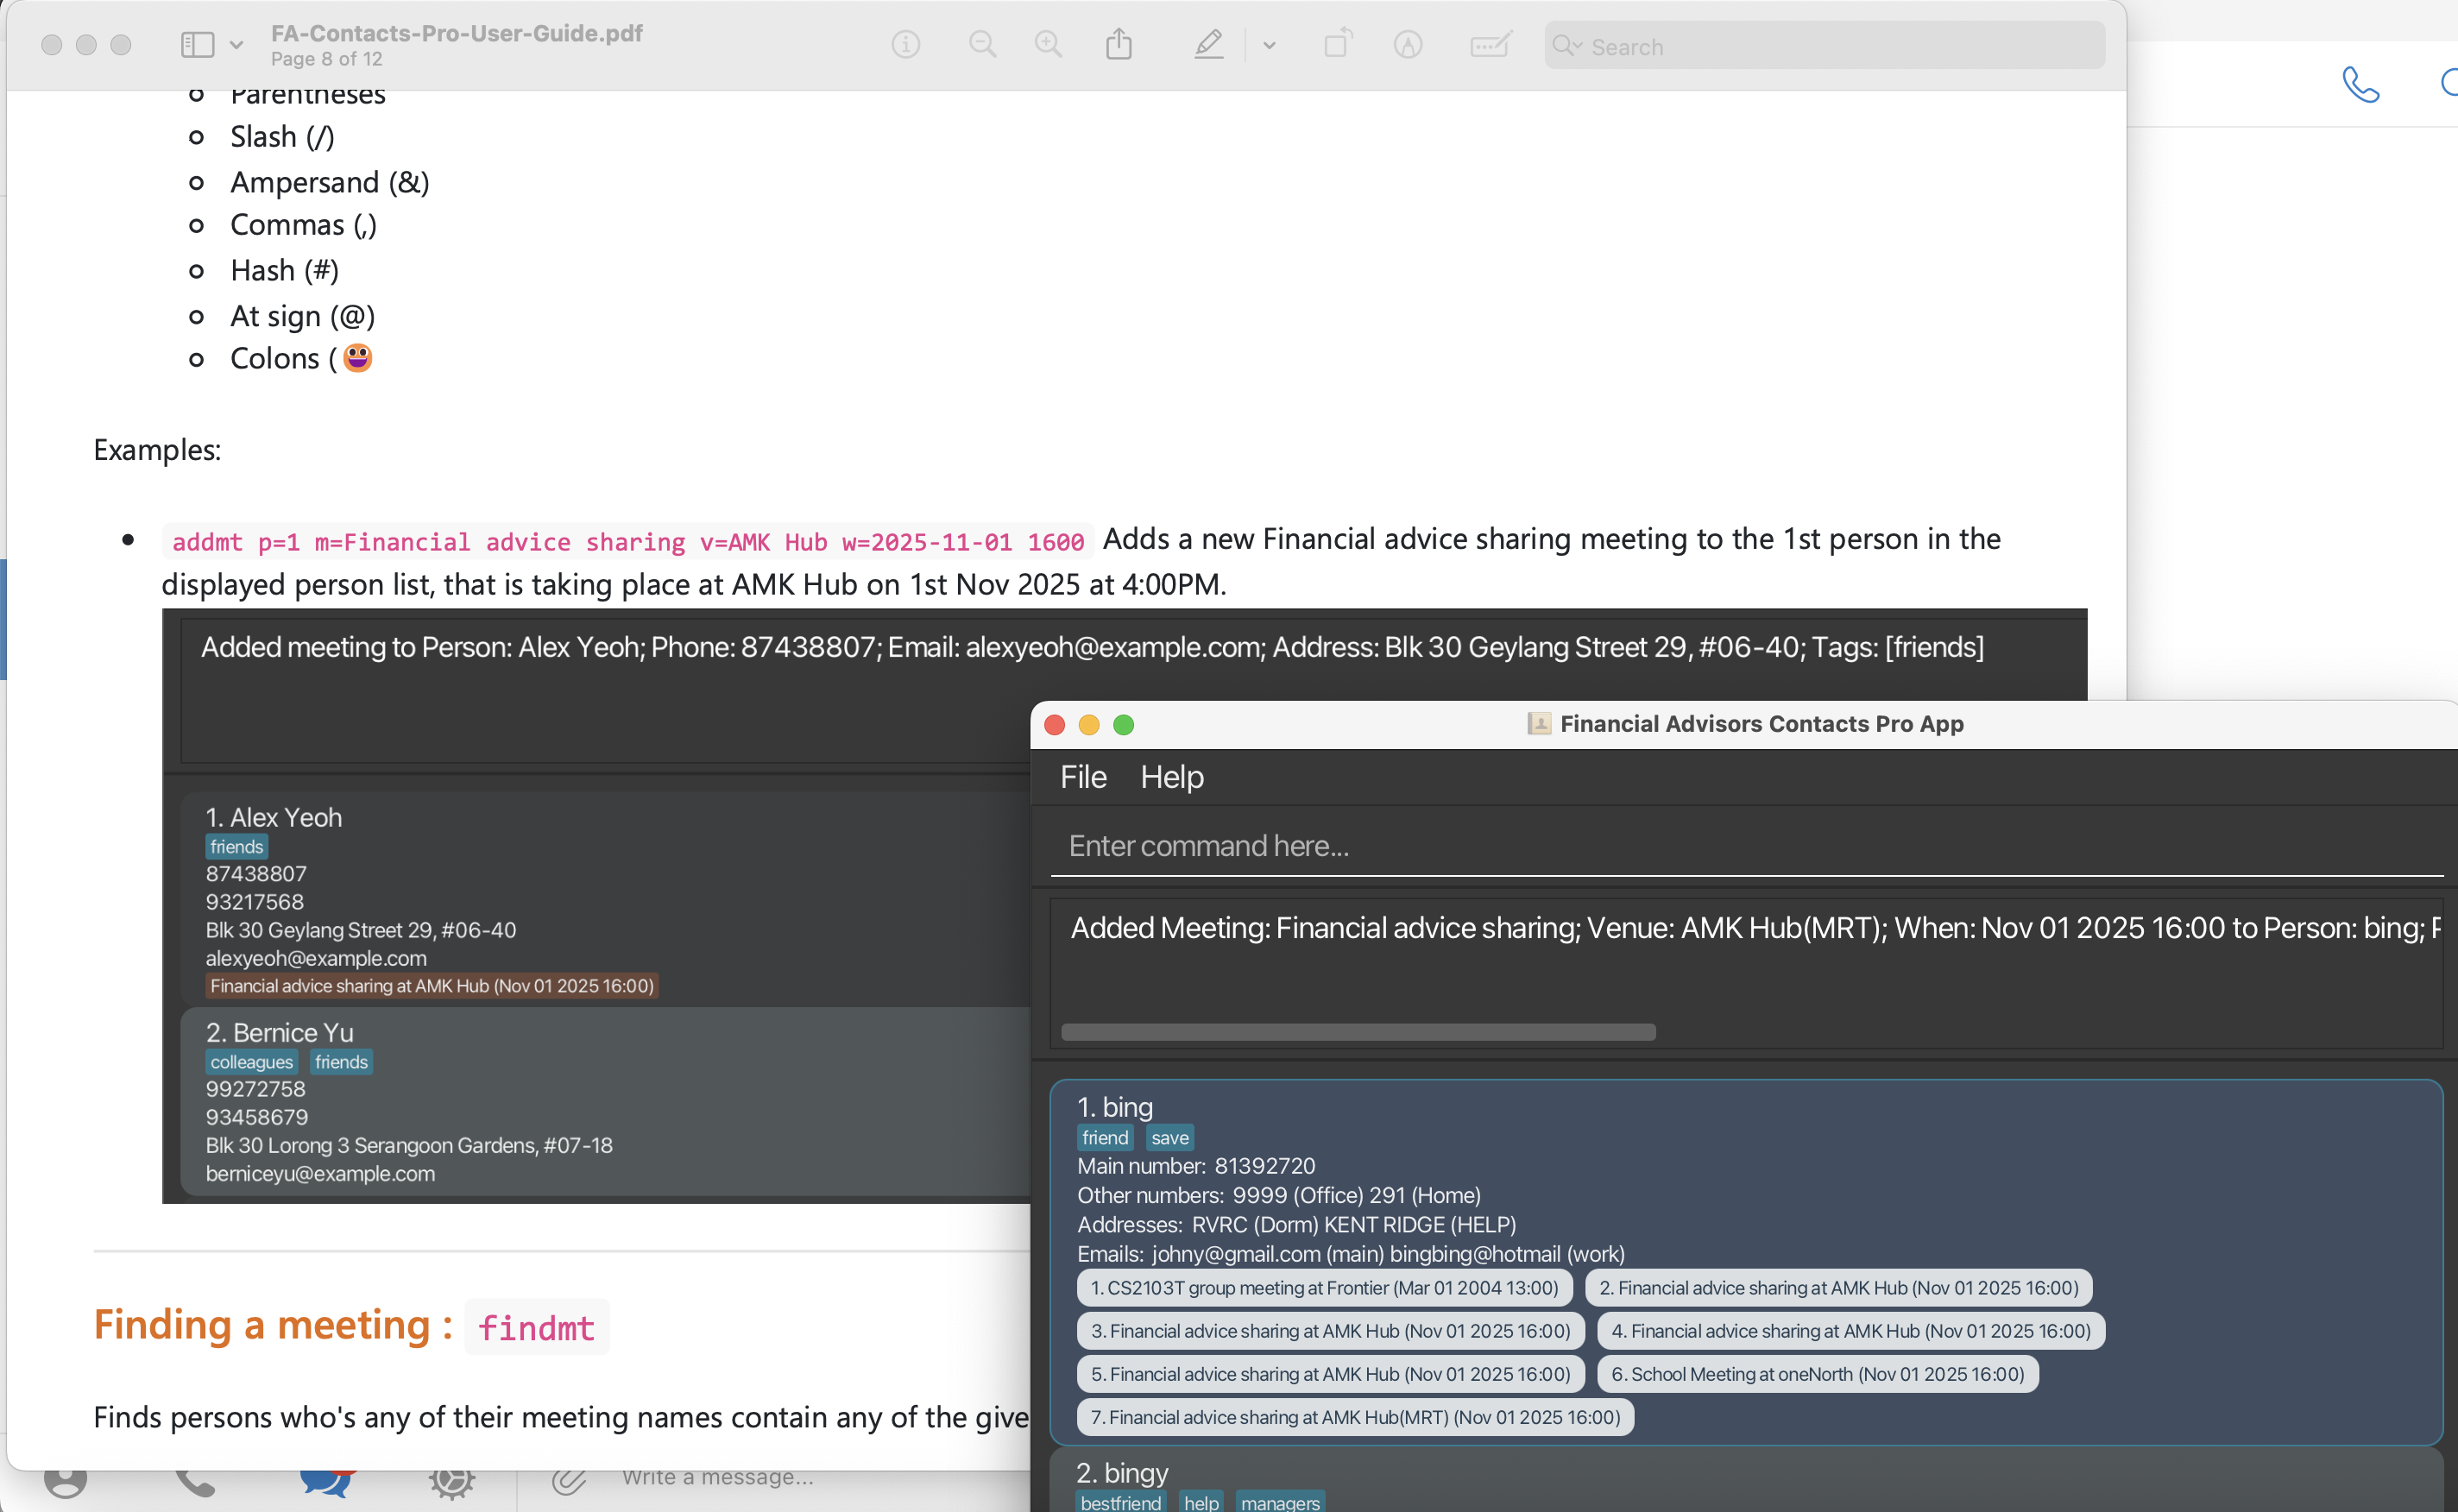 FA-Contacts-Pro-User-Guide.pdf
Page 8 of 12
Search
Parentheses
Slash (/)
Ampersand (&)
Commas (,)
Hash (#)
At sign (@)
Colons (
Examples:
addmt p=1 m=Financial advice sharing v=AMK Hub w=2025-11-01 1600 Adds a new Financial advice sharing meeting to the 1st person in the
displayed person list, that is taking place at AMK Hub on 1st Nov 2025 at 4:00PM.
Added meeting to Person: Alex Yeoh; Phone: 87438807; Email: alexyeoh@example.com; Address: Blk 30 Geylang Street 29, #06-40; Tags: [friends]
1. Alex Yeoh
friends
87438807
93217568
Blk 30 Geylang Street 29, #06-40
alexyeoh@example.com
Financial advice sharing at AMK Hub (Nov 01 2025 16:00)
2. Bernice Yu
colleagues friends
99272758
93458679
Blk 30 Lorong 3 Serangoon Gardens, #07-18
berniceyu@example.com
Finding a meeting : findmt
Finds persons who's any of their meeting names contain any of the give
Write a message...
Financial Advisors Contacts Pro App
File Help
Enter command here...
Added Meeting: Financial advice sharing; Venue: AMK Hub(MRT); When: Nov 01 2025 16:00 to Person: bing;
1. bing
friend save
Main number: 81392720
Other numbers: 9999 (Office) 291 (Home)
Addresses: RVRC (Dorm) KENT RIDGE (HELP)
Emails: johny@gmail.com (main) bingbing@hotmail (work)
1. CS2103T group meeting at Frontier (Mar 01 2004 13:00) 2. Financial advice sharing at AMK Hub (Nov 01 2025 16:00)
3. Financial advice sharing at AMK Hub (Nov 01 2025 16:00) 4. Financial advice sharing at AMK Hub (Nov 01 2025 16:00)
5. Financial advice sharing at AMK Hub (Nov 01 2025 16:00) 6. School Meeting at oneNorth (Nov 01 2025 16:00)
7. Financial advice sharing at AMK Hub(MRT) (Nov 01 2025 16:00)
2. bingy
bestfriend help managers